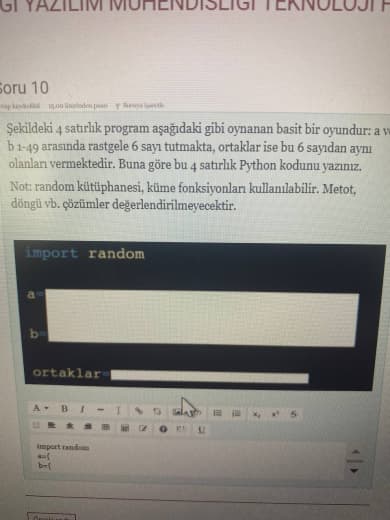 GI YAZILIM MÜHENDİSLİĞİ TEKNOLOJİ F
Soru 10
15,00 üzerinden puan Soruyu işaretle
Şekildeki 4 satırlık program aşağıdaki gibi oynanan basit bir oyundur: a v
b 1-49 arasında rastgele 6 sayı tutmakta, ortaklar ise bu 6 sayıdan aynı
olanları vermektedir. Buna göre bu 4 satırlık Python kodunu yazınız.
Not: random kütüphanesi, küme fonksiyonları kullanılabilir. Metot,
döngü vb. çözümler değerlendirilmeyecektir.
import random
a=
b=
ortaklar=
A B I
S
U
import random
a={
b={